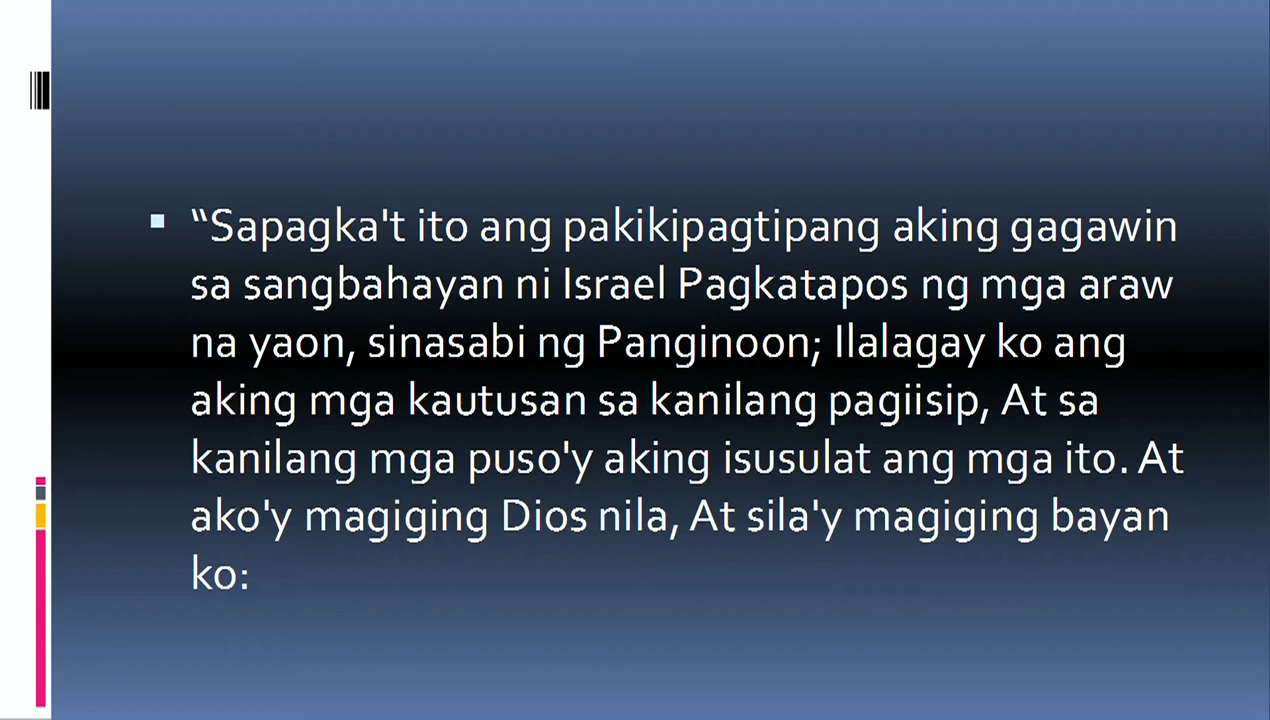 “Sapagka't ito ang pakikipagtipang aking gagawin
sa sangbahayan ni Israel Pagkatapos ng mga araw
na yaon, sinasabi ng Panginoon; Ilalagay ko ang
aking mga kautusan sa kanilang pagiisip, At sa
kanilang mga puso'y aking isusulat ang mga ito. At
ako'y magiging Dios nila, At sila'y magiging bayan
ko: